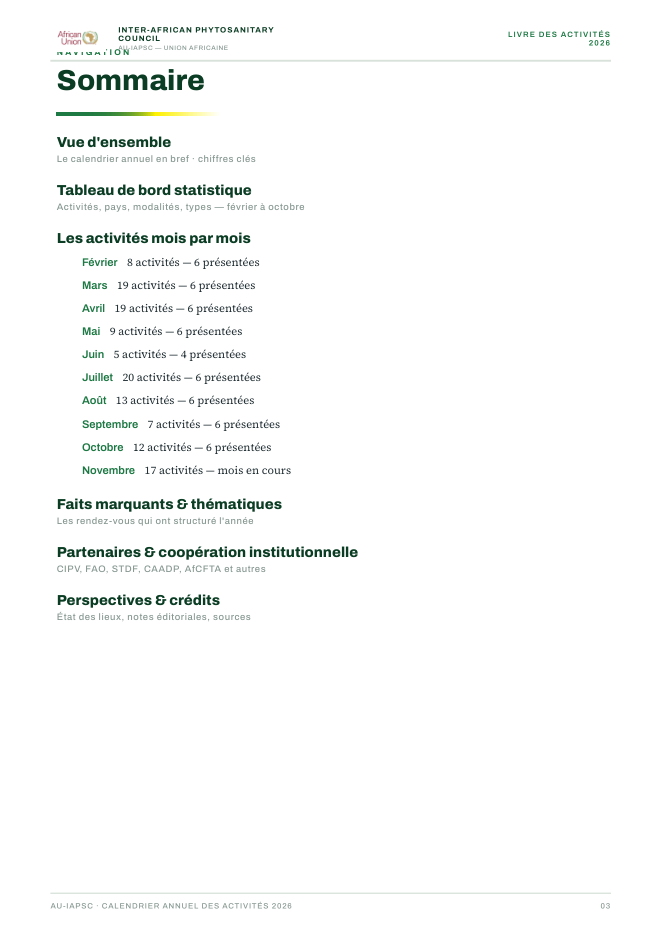 African
Union
INTER-AFRICAN PHYTOSANITARY
COUNCIL
AU-IAPSC — UNION AFRICAINE
LIVRE DES ACTIVITÉS
2026
NAVIGATION
Sommaire
Vue d'ensemble
Le calendrier annuel en bref · chiffres clés
Tableau de bord statistique
Activités, pays, modalités, types — février à octobre
Les activités mois par mois
Février 8 activités — 6 présentées
Mars 19 activités — 6 présentées
Avril 19 activités — 6 présentées
Mai 9 activités — 6 présentées
Juin 5 activités — 4 présentées
Juillet 20 activités — 6 présentées
Août 13 activités — 6 présentées
Septembre 7 activités — 6 présentées
Octobre 12 activités — 6 présentées
Novembre 17 activités — mois en cours
Faits marquants & thématiques
Les rendez-vous qui ont structuré l'année
Partenaires & coopération institutionnelle
CIPV, FAO, STDF, CAADP, AfCFTA et autres
Perspectives & crédits
État des lieux, notes éditoriales, sources
AU-IAPSC · CALENDRIER ANNUEL DES ACTIVITÉS 2026
03